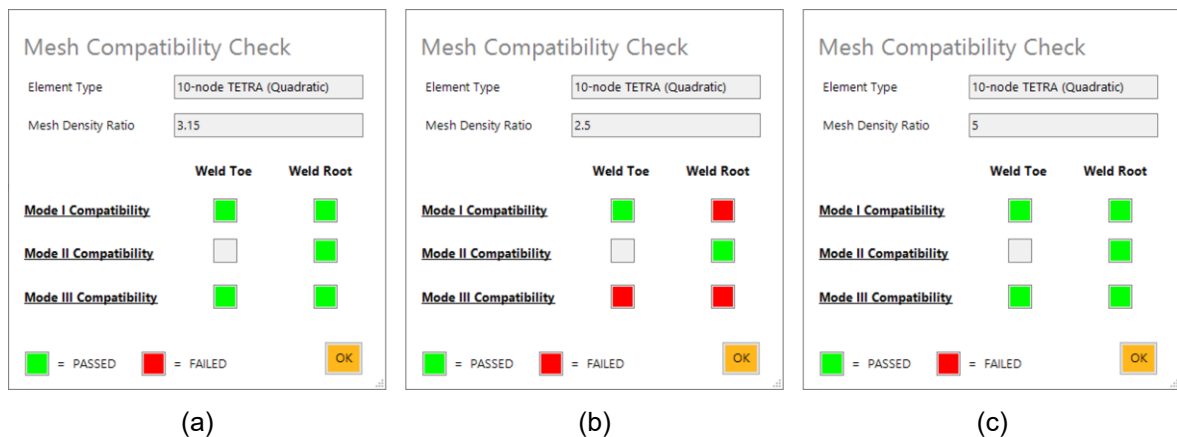 Mesh Compatibility Check
Element Type 10-node TETRA (Quadratic)
Mesh Density Ratio 3.15
Weld Toe Weld Root
Mode I Compatibility
Mode II Compatibility
Mode III Compatibility
= PASSED = FAILED OK
(a)
Mesh Compatibility Check
Element Type 10-node TETRA (Quadratic)
Mesh Density Ratio 2.5
Weld Toe Weld Root
Mode I Compatibility
Mode II Compatibility
Mode III Compatibility
= PASSED = FAILED OK
(b)
Mesh Compatibility Check
Element Type 10-node TETRA (Quadratic)
Mesh Density Ratio 5
Weld Toe Weld Root
Mode I Compatibility
Mode II Compatibility
Mode III Compatibility
= PASSED = FAILED OK
(c)